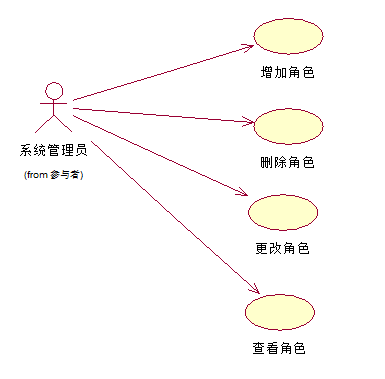 增加角色
系统管理员
(from 参与者)
删除角色
更改角色
查看角色